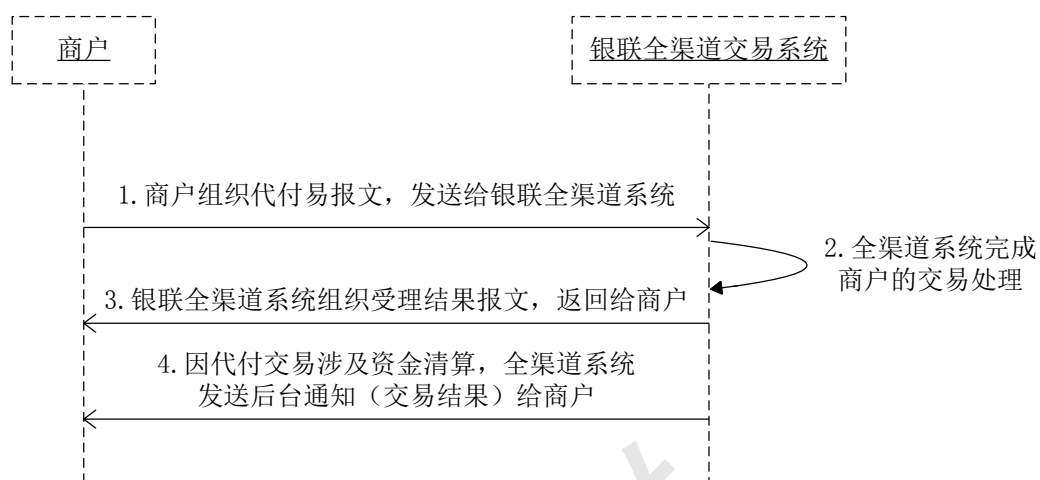 商户
银联全渠道交易系统
1.商户组织代付易报文，发送给银联全渠道系统
2.全渠道系统完成
商户的交易处理
3.银联全渠道系统组织受理结果报文，返回给商户
4.因代付交易涉及资金清算，全渠道系统
发送后台通知（交易结果）给商户